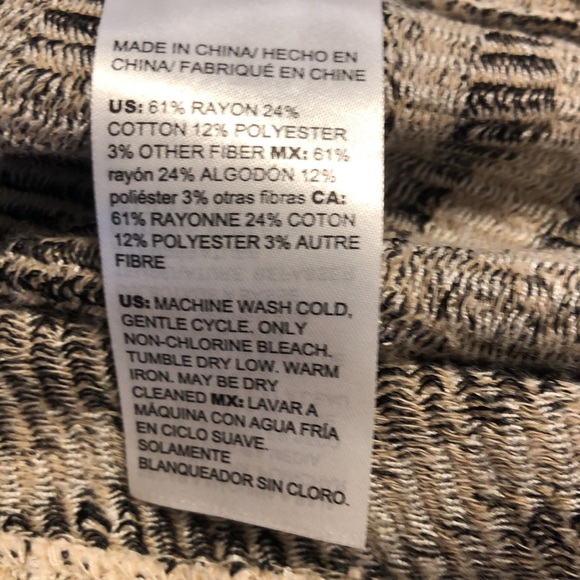 MADE IN CHINA/ HECHO EN
CHINA/ FABRIQUÉ EN CHINE
US: 61% RAYON 24%
COTTON 12% POLYESTER
3% OTHER FIBER MX: 61%
rayón 24% ALGODÓN 12%
poliéster 3% otras fibras CA:
61% RAYONNE 24% COTON
12% POLYESTER 3% AUTRE
FIBRE
US: MACHINE WASH COLD,
GENTLE CYCLE. ONLY
NON-CHLORINE BLEACH.
TUMBLE DRY LOW. WARM
IRON. MAY BE DRY
CLEANED MX: LAVAR A
MÁQUINA CON AGUA FRÍA
EN CICLO SUAVE.
SOLAMENTE
BLANQUEADOR SIN CLORO.